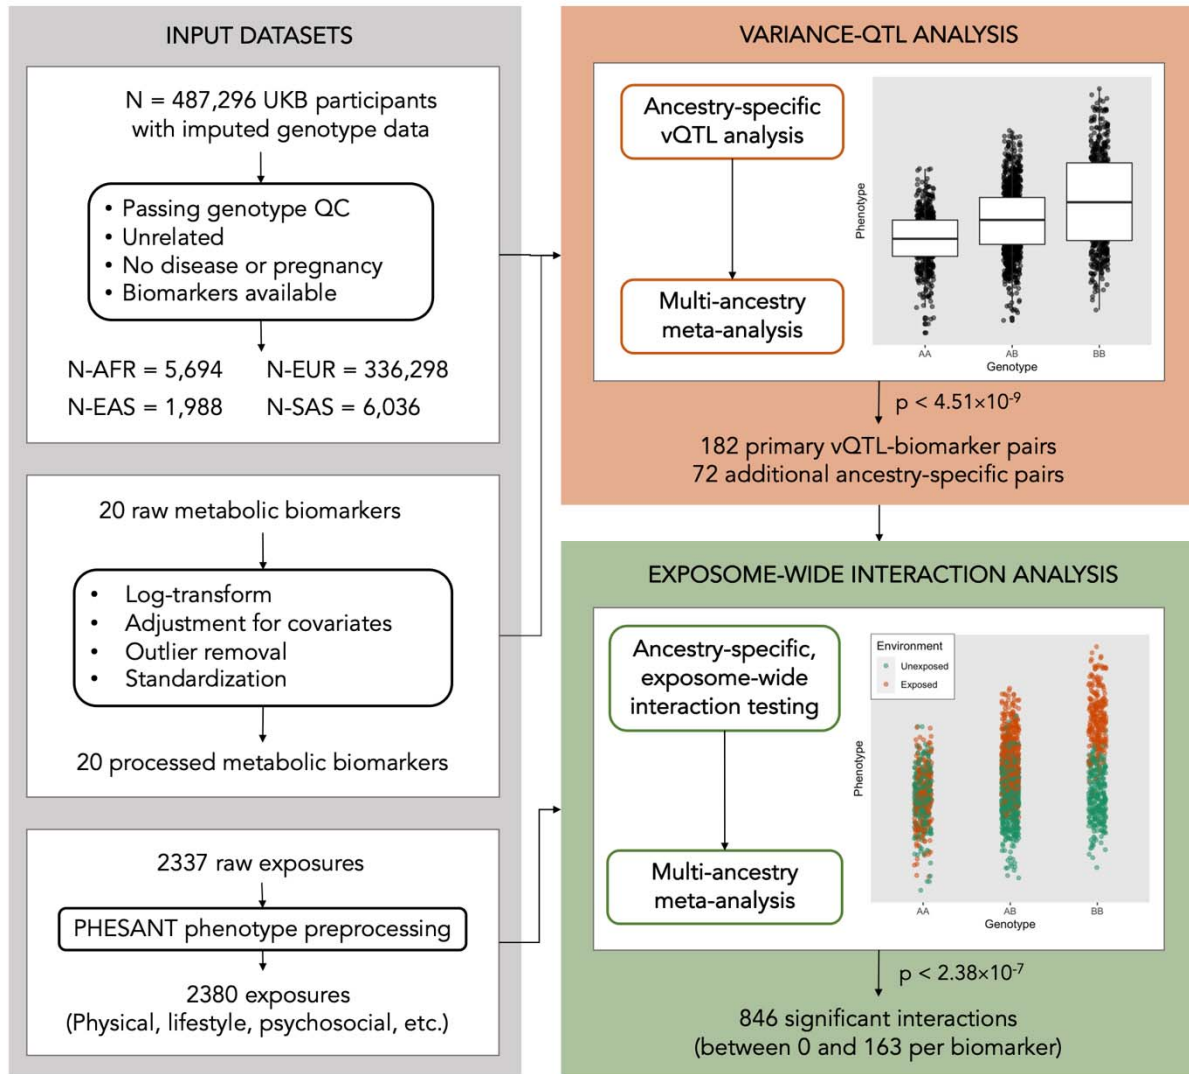 INPUT DATASETS
N = 487,296 UKB participants
with imputed genotype data
• Passing genotype QC
• Unrelated
• No disease or pregnancy
• Biomarkers available
N-AFR = 5,694 N-EUR = 336,298
N-EAS = 1,988 N-SAS = 6,036
20 raw metabolic biomarkers
• Log-transform
• Adjustment for covariates
• Outlier removal
• Standardization
20 processed metabolic biomarkers
2337 raw exposures
PHESANT phenotype preprocessing
2380 exposures
(Physical, lifestyle, psychosocial, etc.)
VARIANCE-QTL ANALYSIS
Ancestry-specific
vQTL analysis
Multi-ancestry
meta-analysis
Phenotype
AA AB BB
Genotype
p < 4.51×10⁻⁹
182 primary vQTL-biomarker pairs
72 additional ancestry-specific pairs
EXPOSOME-WIDE INTERACTION ANALYSIS
Ancestry-specific,
exposome-wide
interaction testing
Multi-ancestry
meta-analysis
Environment
Unexposed
Exposed
Phenotype
AA AB BB
Genotype
p < 2.38×10⁻⁷
846 significant interactions
(between 0 and 163 per biomarker)